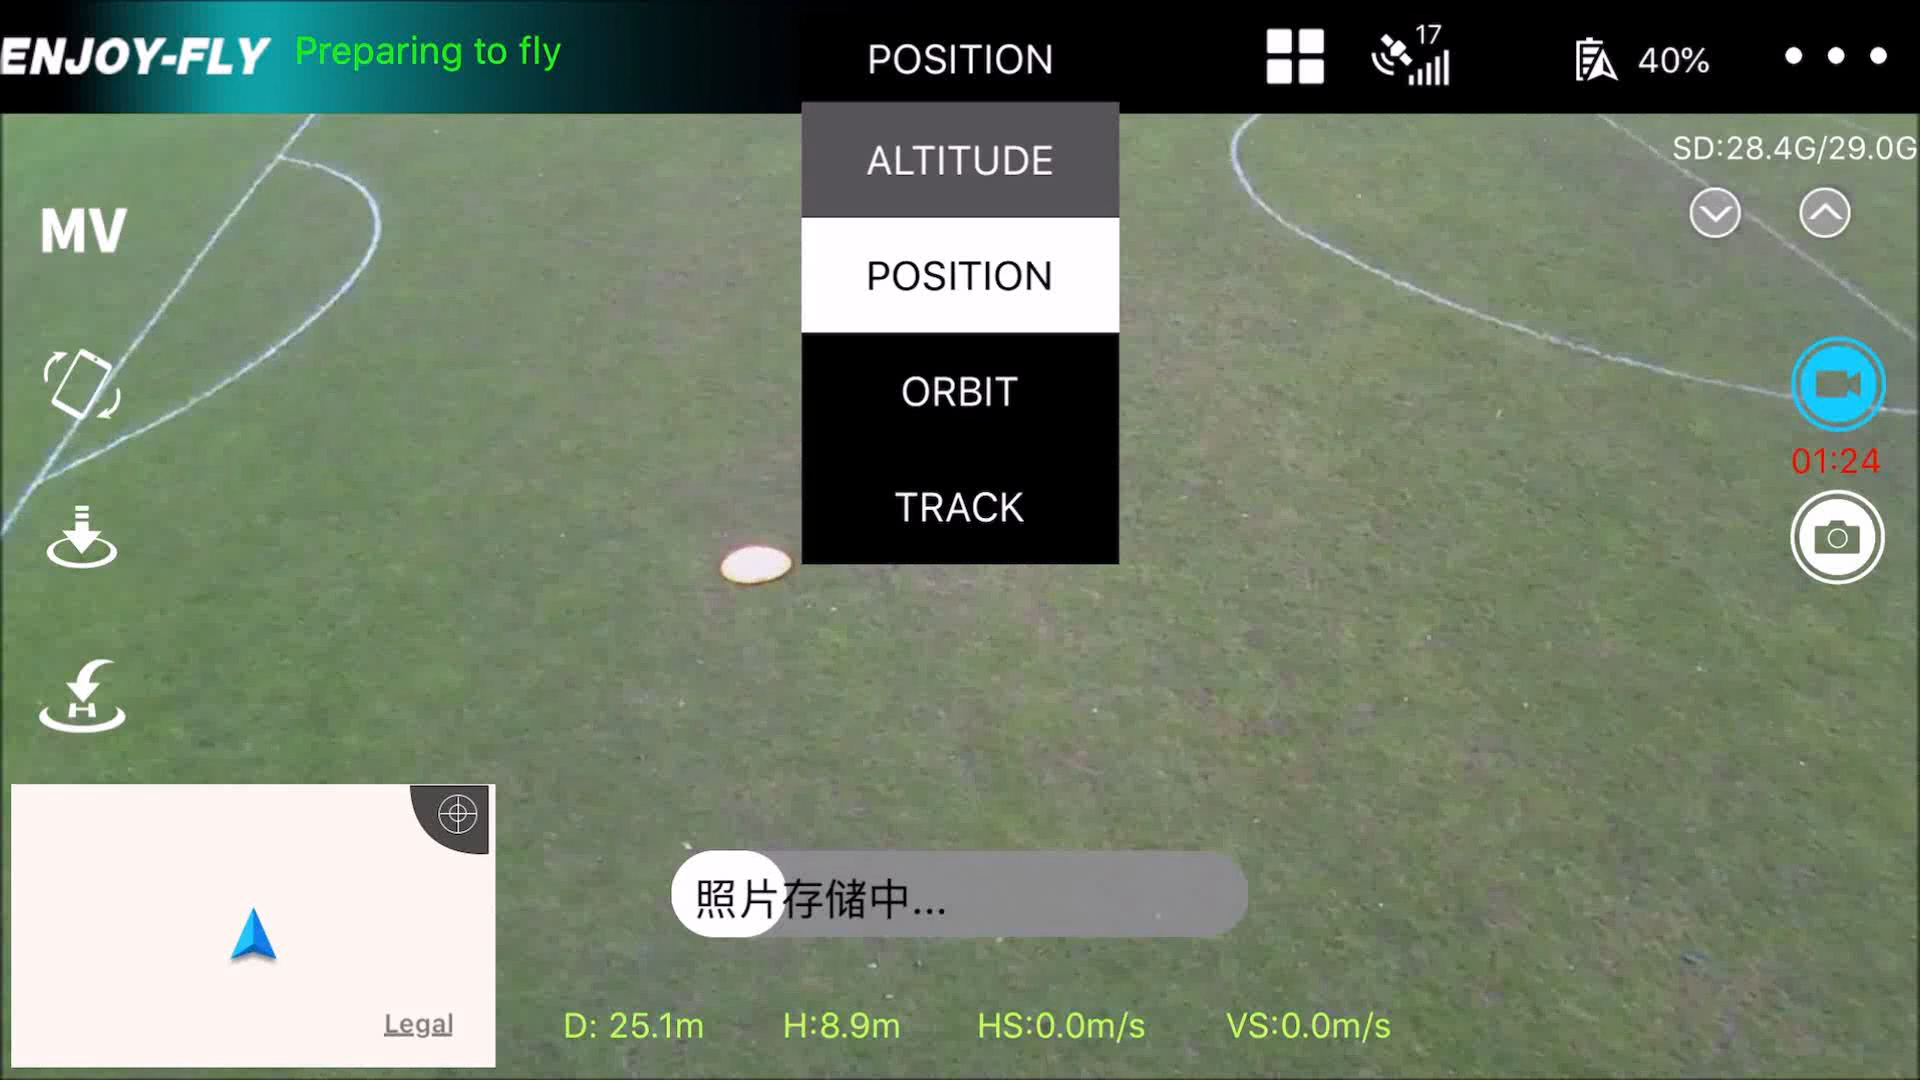 ENJOY-FLY
Preparing to fly
POSITION
17
40%
ALTITUDE
POSITION
ORBIT
TRACK
SD:28.4G/29.0G
MV
01:24
H
照片存储中...
Legal
D: 25.1m
H:8.9m
HS:0.0m/s
VS:0.0m/s